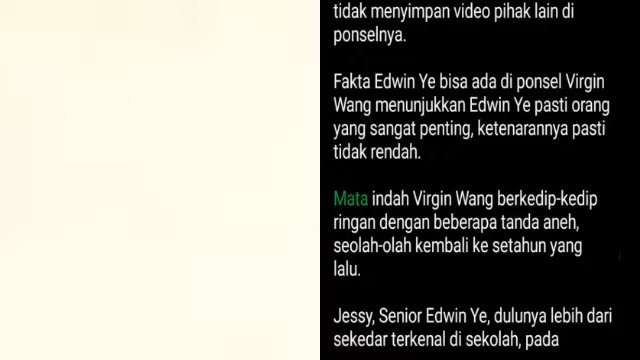 tidak menyimpan video pihak lain di
ponselnya.
Fakta Edwin Ye bisa ada di ponsel Virgin
Wang menunjukkan Edwin Ye pasti orang
yang sangat penting, ketenarannya pasti
tidak rendah.
Mata indah Virgin Wang berkedip-kedip
ringan dengan beberapa tanda aneh,
seolah-olah kembali ke setahun yang
lalu.
Jessy, Senior Edwin Ye, dulunya lebih dari
sekedar terkenal di sekolah, pada